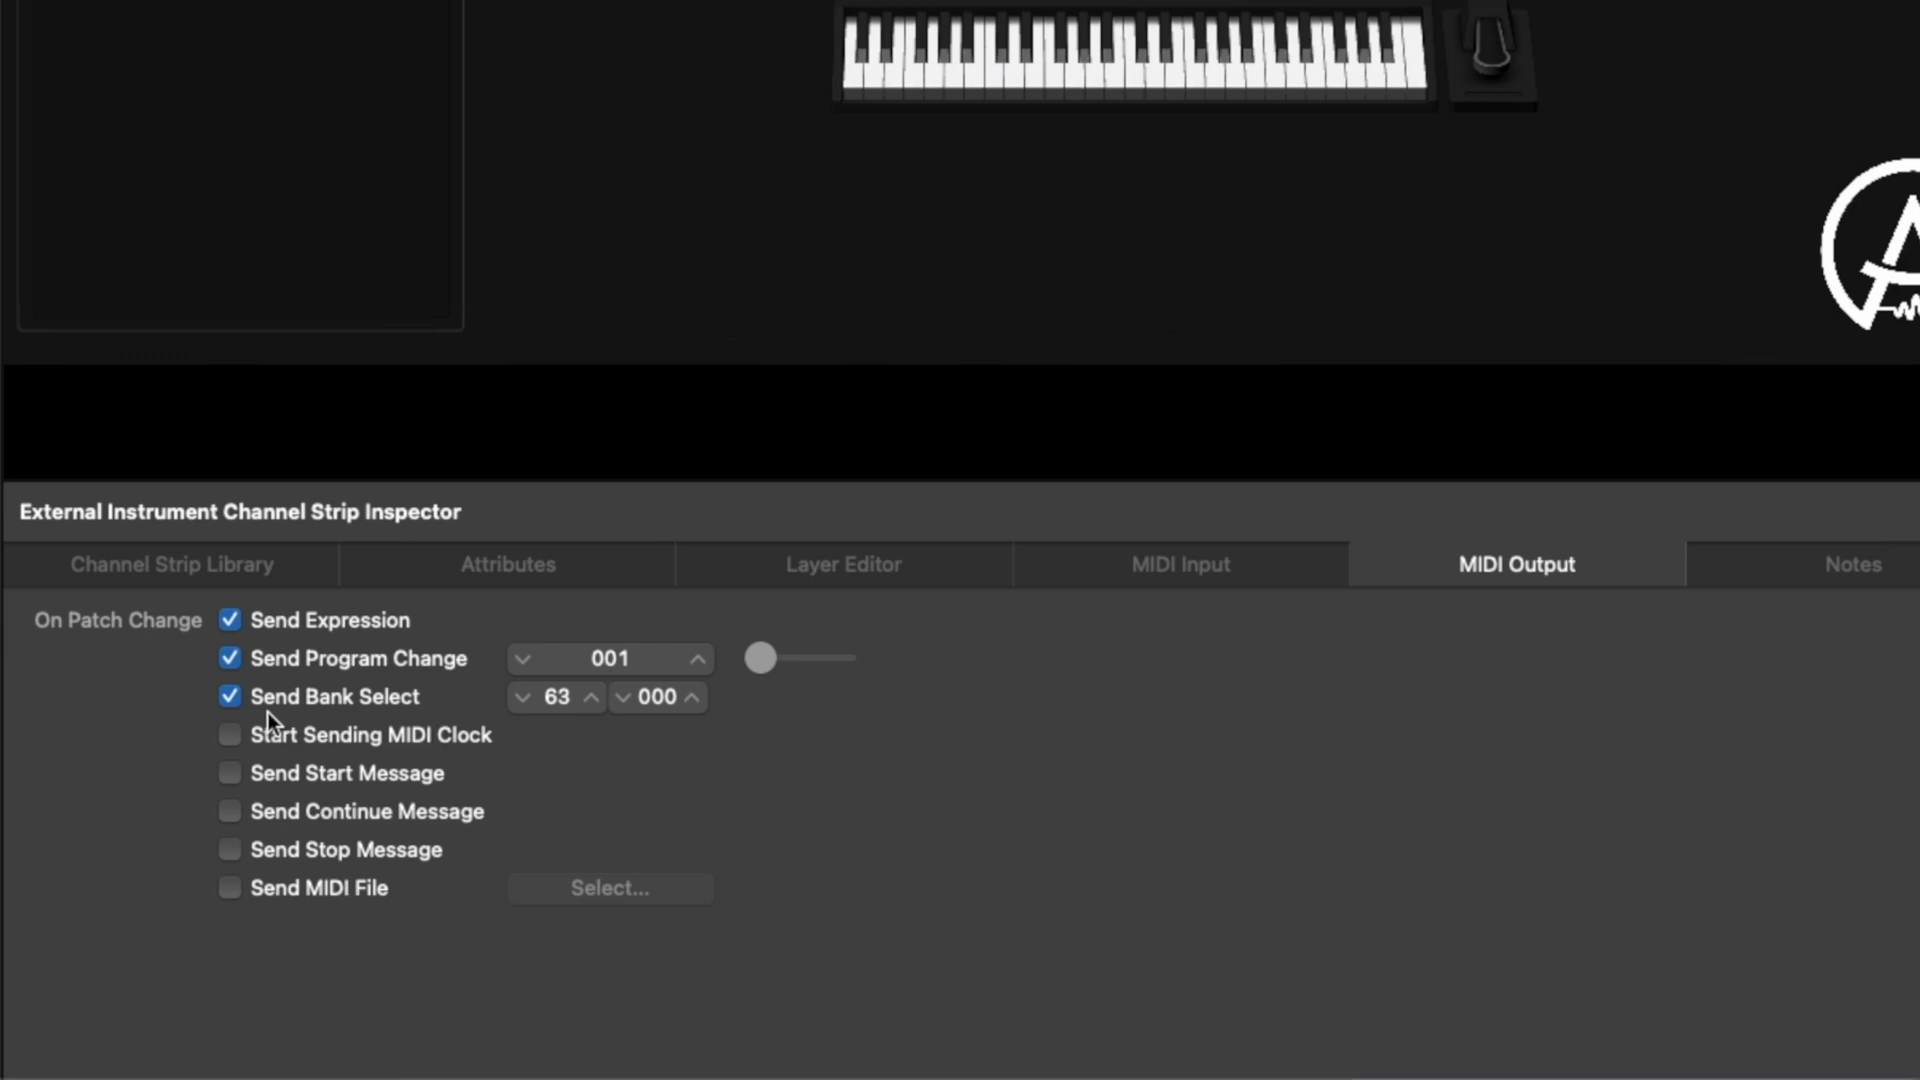 External Instrument Channel Strip Inspector
Channel Strip Library Attributes Layer Editor MIDI Input MIDI Output Notes
On Patch Change Send Expression
Send Program Change 001
Send Bank Select 63 000
Start Sending MIDI Clock
Send Start Message
Send Continue Message
Send Stop Message
Send MIDI File Select...